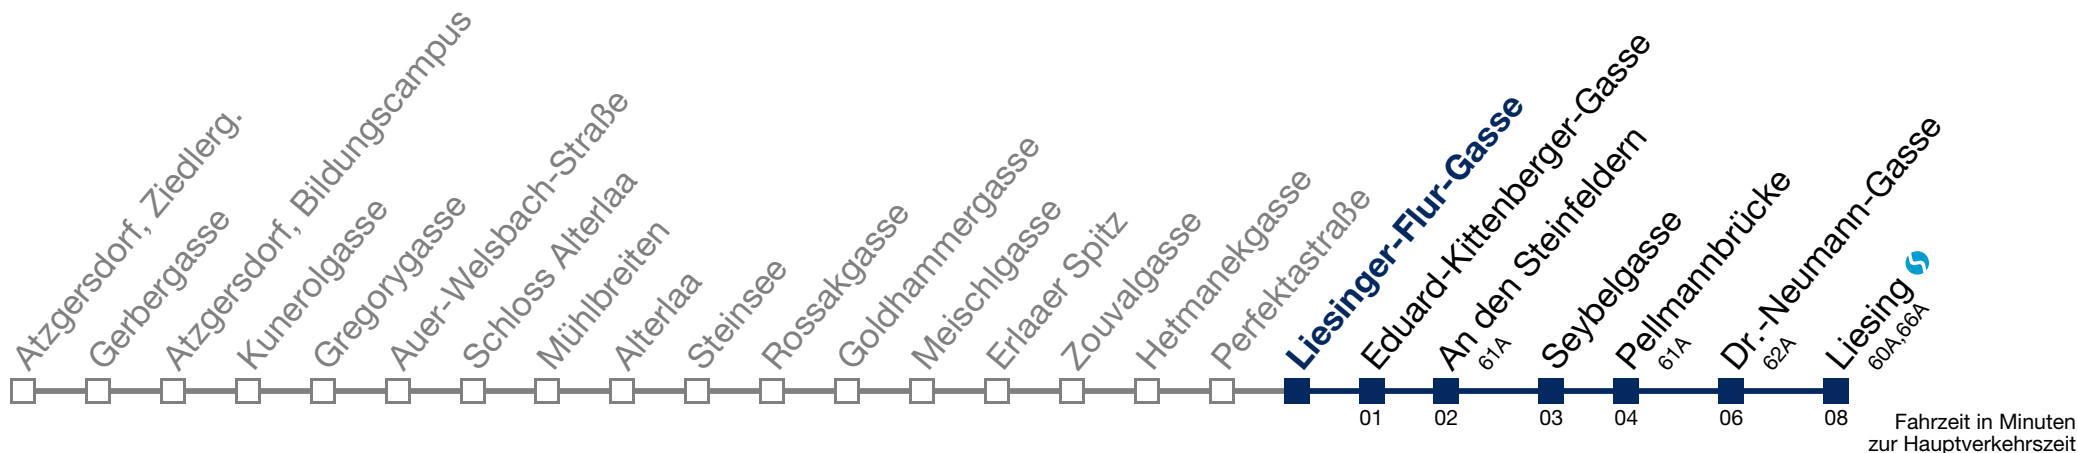 Atzgersdorf, Ziedlerg.
Gerbergasse
Atzgersdorf, Bildungscampus
Kunerolgasse
Gregorygasse
Auer-Welsbach-Straße
Schloss Alterlaa
Mühlbreiten
Alterlaa
Steinsee
Rossakgasse
Goldhammergasse
Meischlgasse
Erlaaer Spitz
Zouvalgasse
Hetmanekgasse
Perfektastraße
Liesinger-Flur-Gasse
Eduard-Kittenberger-Gasse
An den Steinfeldern
61A
Seybelgasse
Pellmannbrücke
61A
Dr.-Neumann-Gasse
62A
Liesing
60A,66A
01 02 03 04 06 08
Fahrzeit in Minuten
zur Hauptverkehrszeit